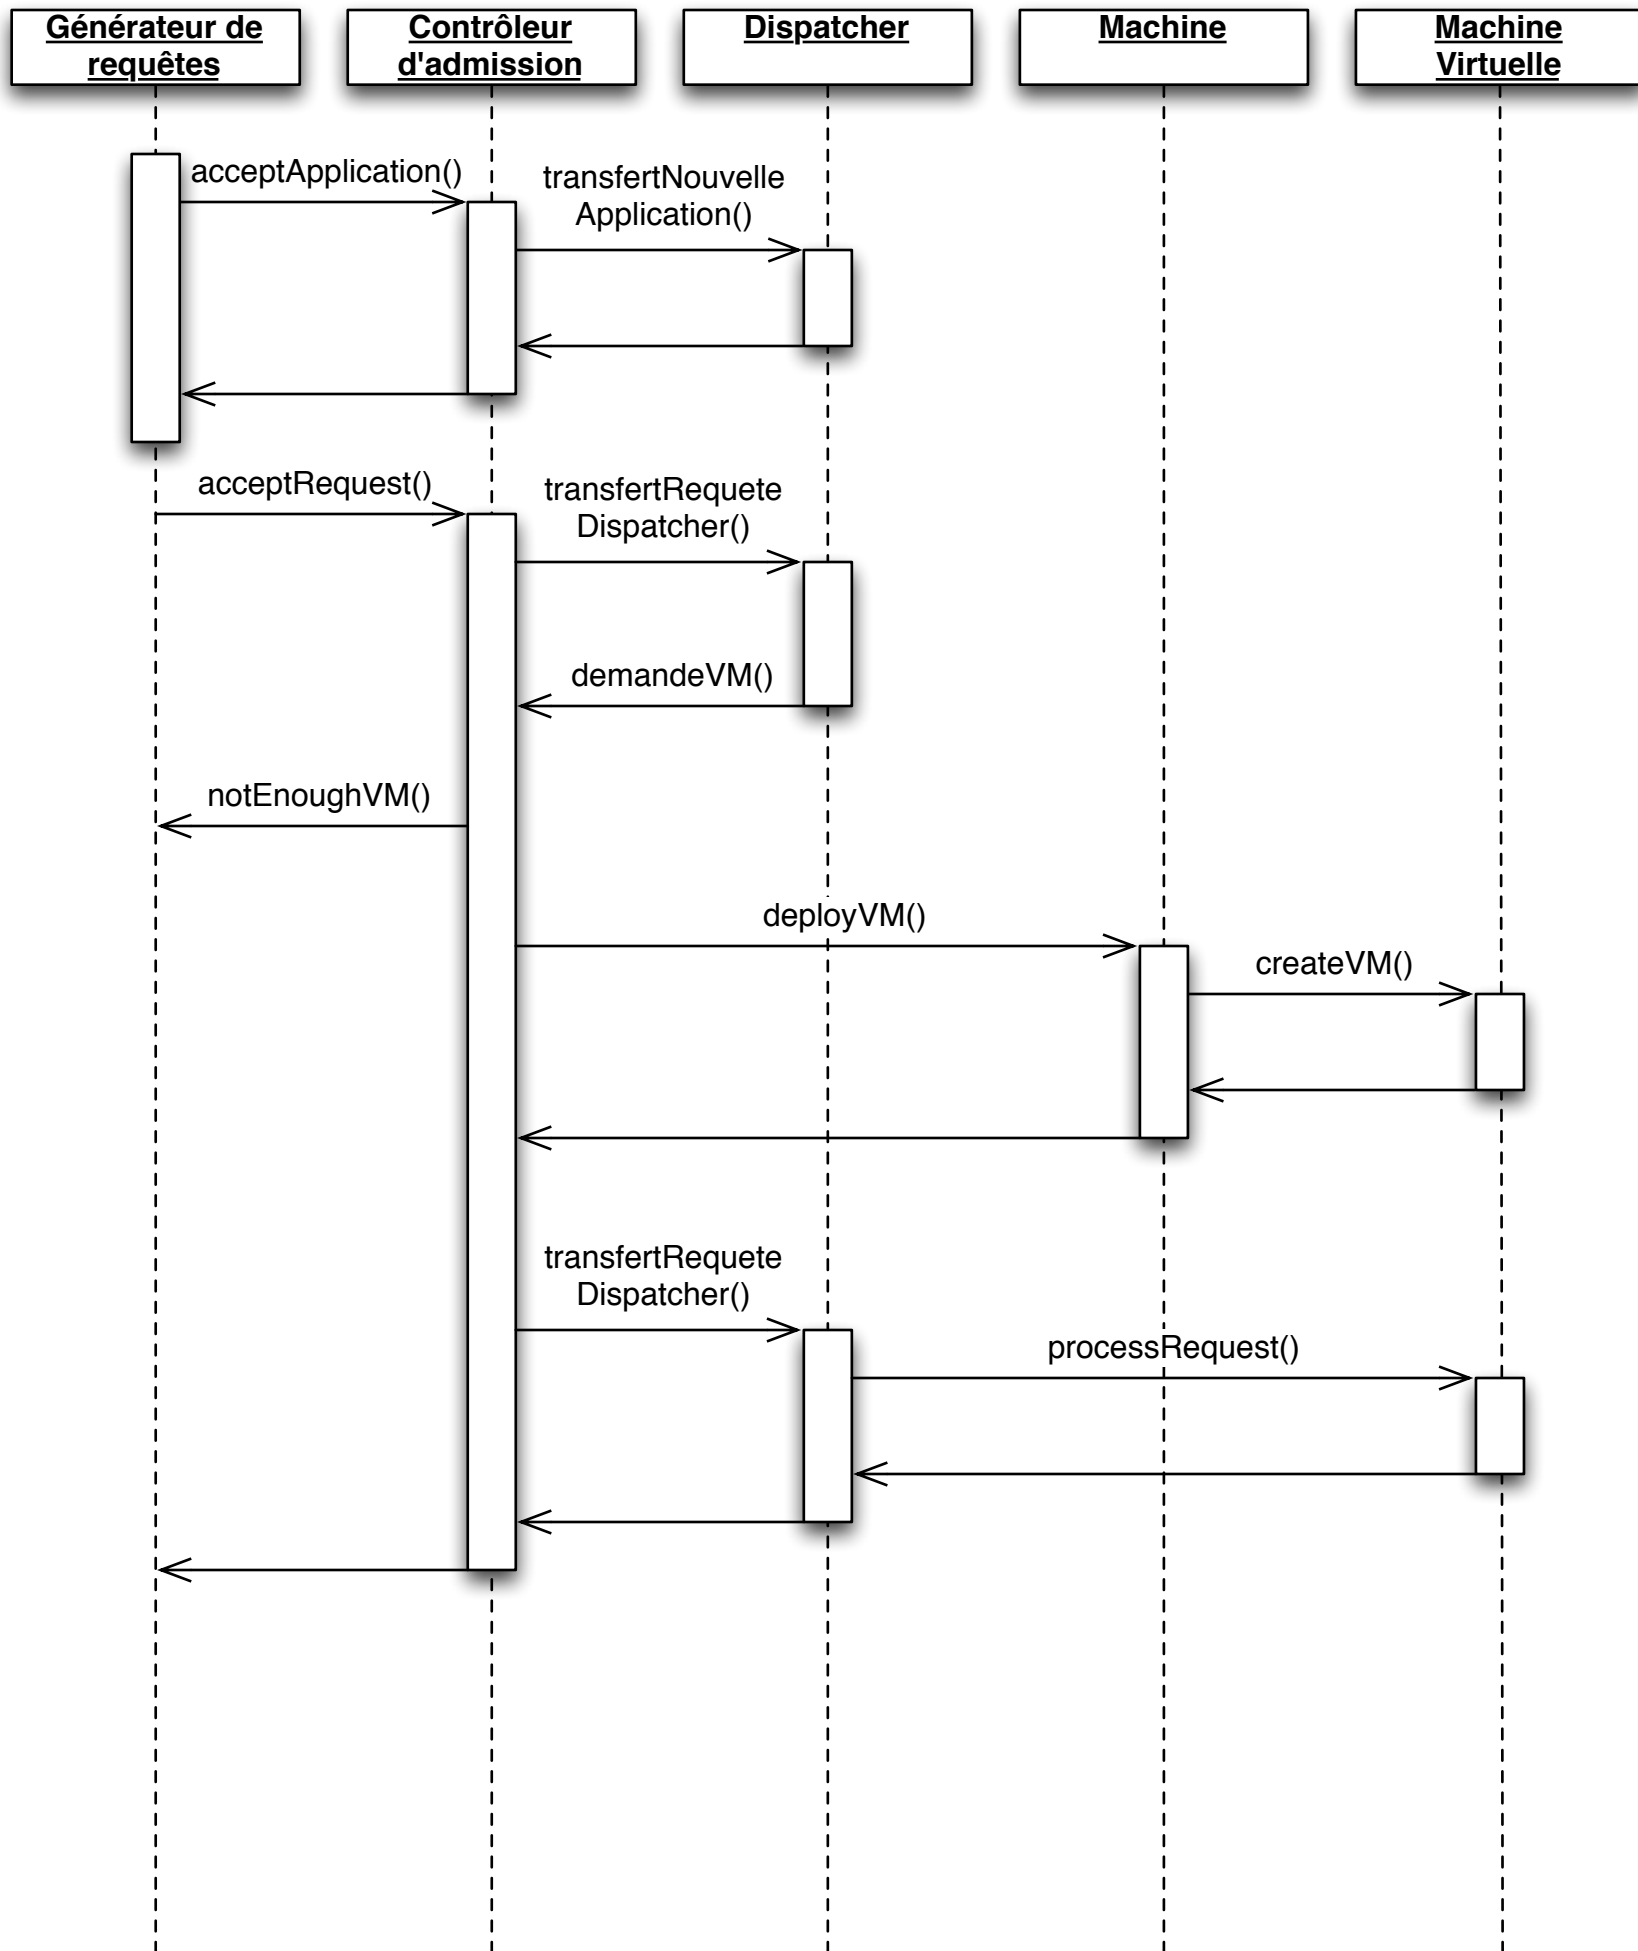 Générateur de
requêtes
Contrôleur
d'admission
Dispatcher
Machine
Machine
Virtuelle
acceptApplication()
transfertNouvelle
Application()
acceptRequest()
transfertRequete
Dispatcher()
demandeVM()
notEnoughVM()
deployVM()
createVM()
transfertRequete
Dispatcher()
processRequest()